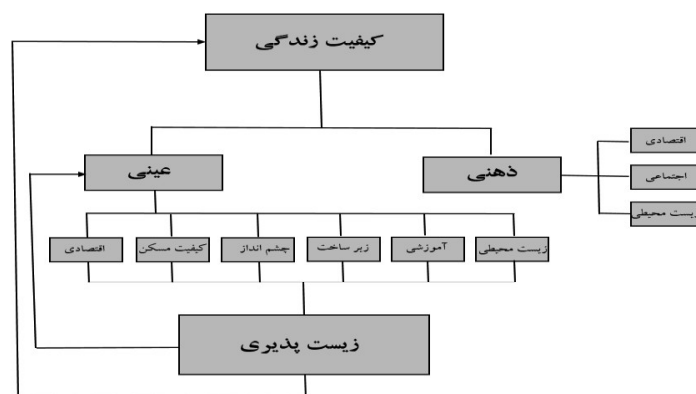 کیفیت زندگی
عینی
ذهنی
اقتصادی
اجتماعی
زیست محیطی
زیست محیطی
آموزشی
زیر ساخت
چشم انداز
کیفیت مسکن
اقتصادی
زیست پذیری